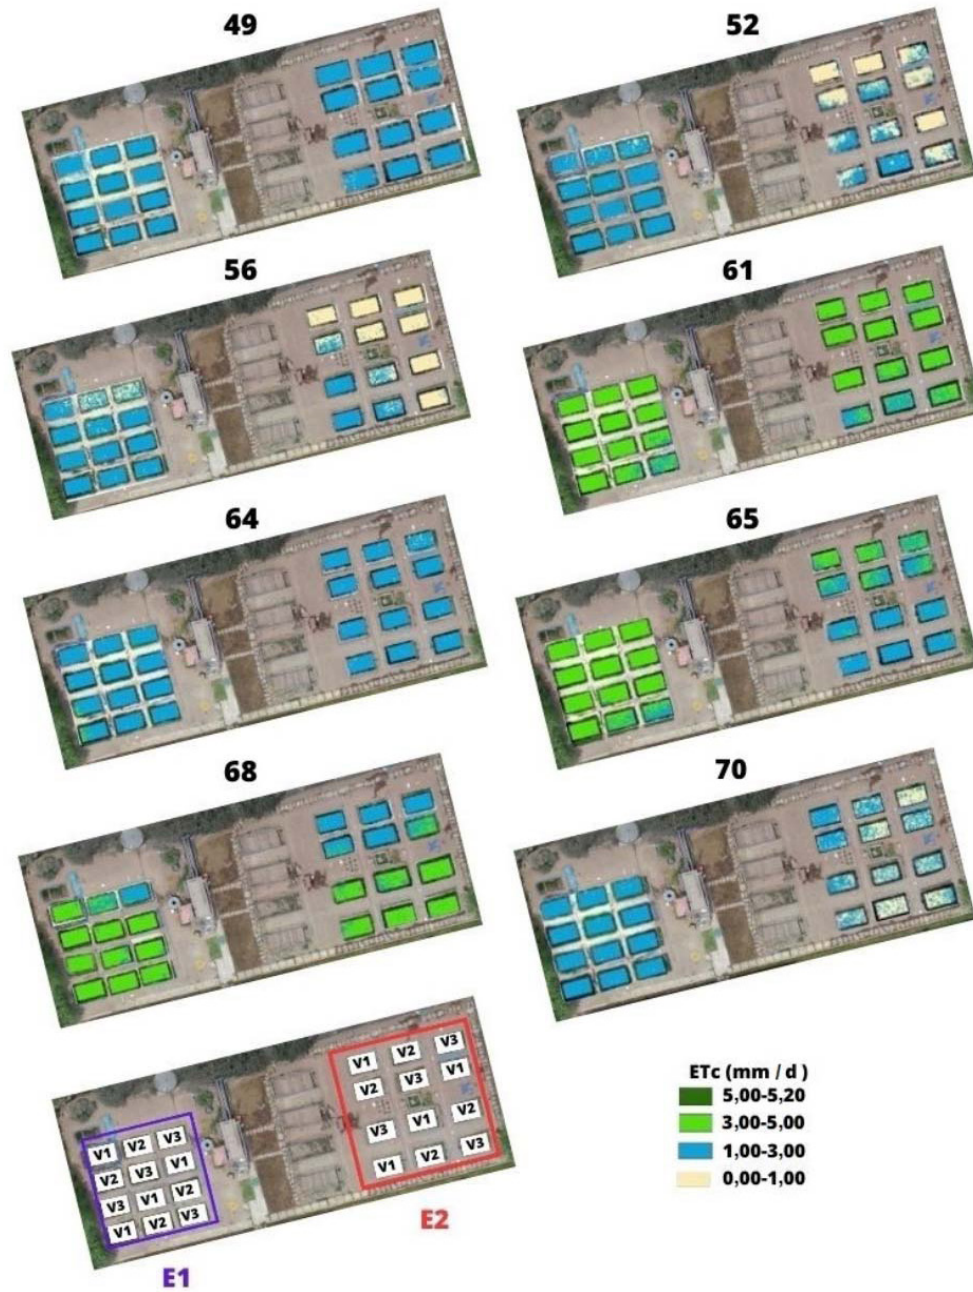 49 52
56 61
64 65
68 70
V1 V2 V3
V2 V3 V1
V3 V1 V2
V1 V2 V3
E1
V1 V2 V3
V2 V3 V1
V3 V1 V2
V1 V2 V3
E2
ETc (mm / d )
5,00-5,20
3,00-5,00
1,00-3,00
0,00-1,00